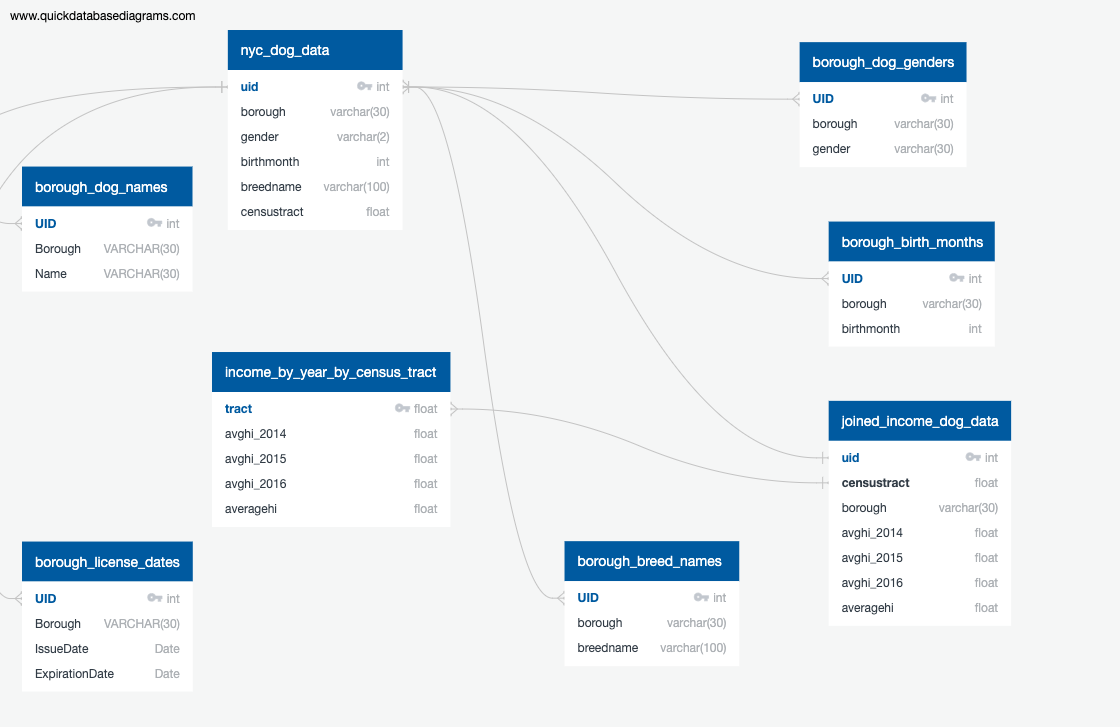 www.quickdatabasediagrams.com
nyc_dog_data
uid int
borough varchar(30)
gender varchar(2)
birthmonth int
breedname varchar(100)
censustract float
borough_dog_genders
UID int
borough varchar(30)
gender varchar(30)
borough_dog_names
UID int
Borough VARCHAR(30)
Name VARCHAR(30)
borough_birth_months
UID int
borough varchar(30)
birthmonth int
income_by_year_by_census_tract
tract float
avghi_2014 float
avghi_2015 float
avghi_2016 float
averagehi float
joined_income_dog_data
uid int
censustract float
borough varchar(30)
avghi_2014 float
avghi_2015 float
avghi_2016 float
averagehi float
borough_license_dates
UID int
Borough VARCHAR(30)
IssueDate Date
ExpirationDate Date
borough_breed_names
UID int
borough varchar(30)
breedname varchar(100)